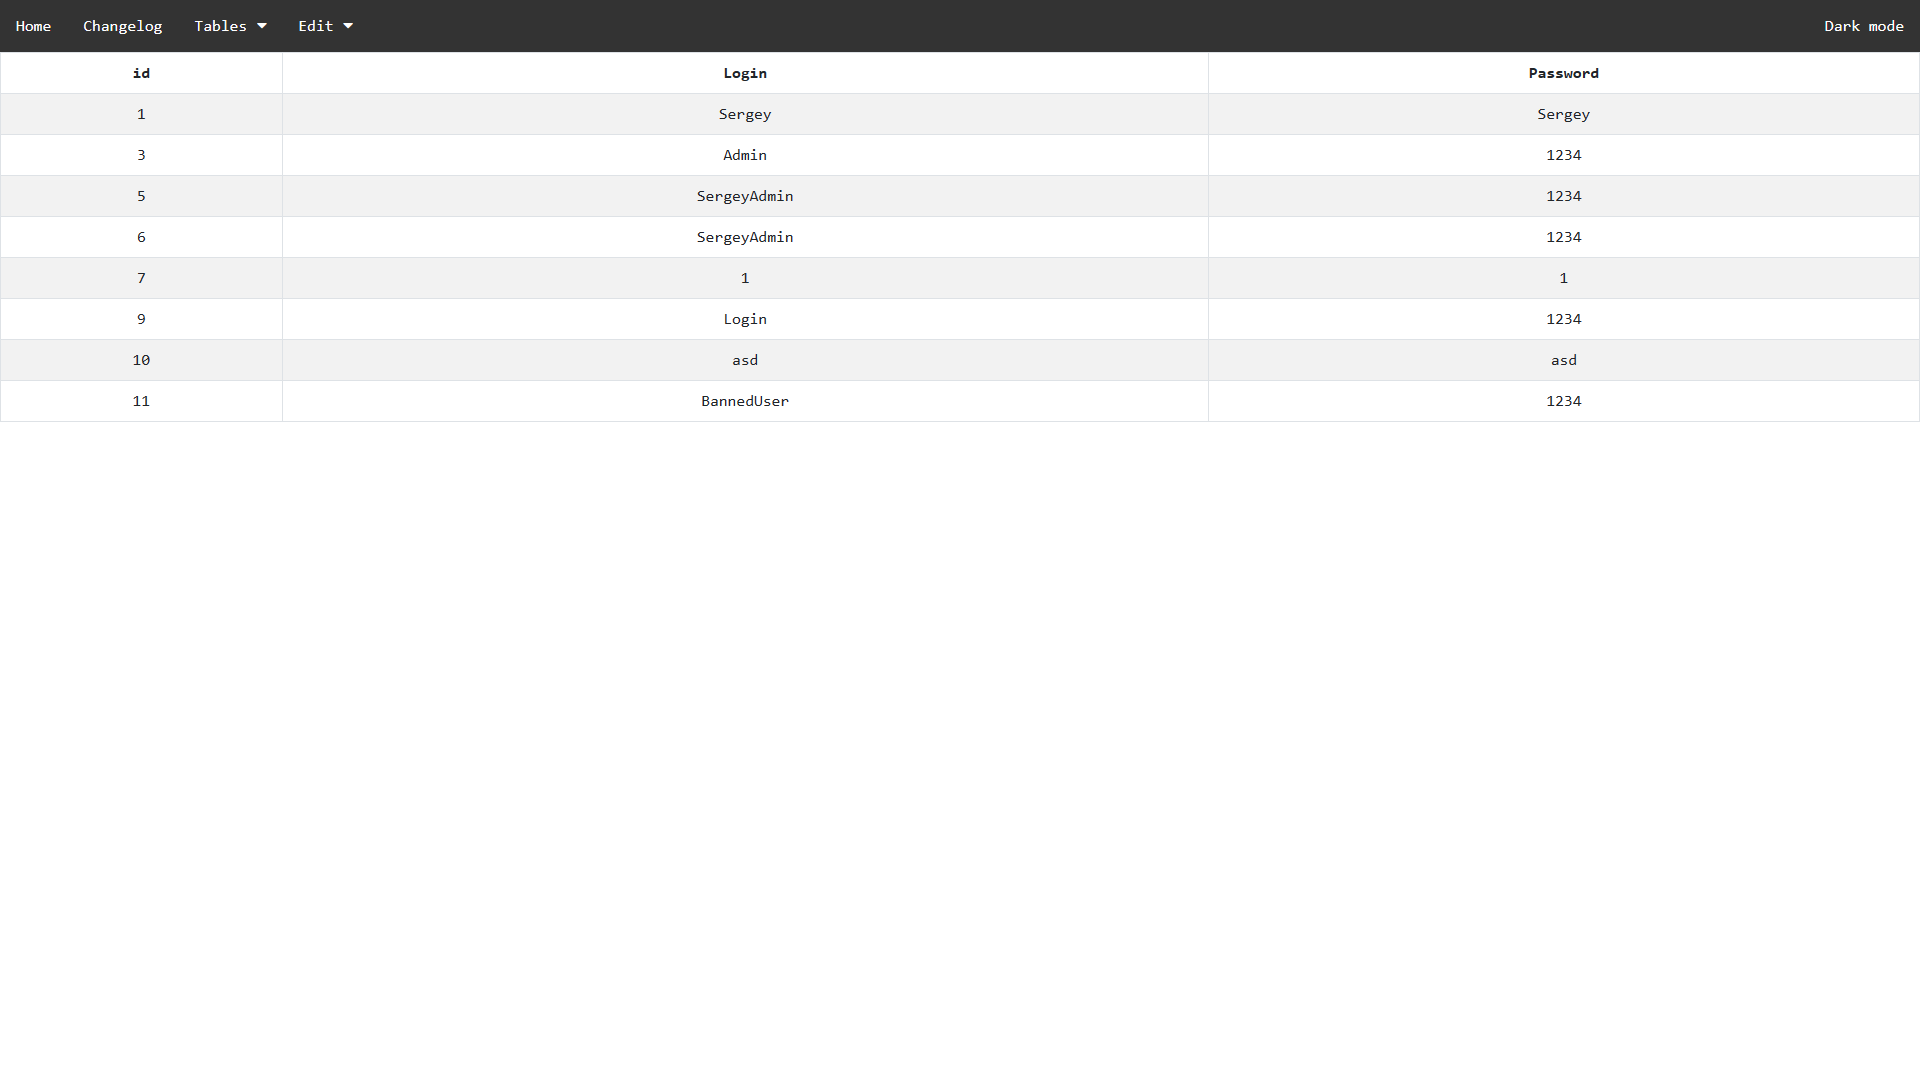 Home Changelog Tables Edit Dark mode
id Login Password
1 Sergey Sergey
3 Admin 1234
5 SergeyAdmin 1234
6 SergeyAdmin 1234
7 1 1
9 Login 1234
10 asd asd
11 BannedUser 1234